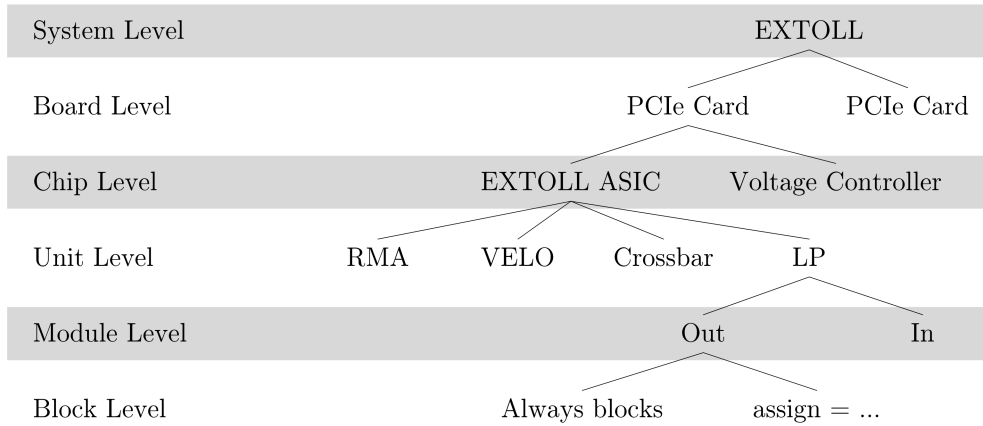 System Level EXTOLL
Board Level PCIe Card PCIe Card
Chip Level EXTOLL ASIC Voltage Controller
Unit Level RMA VELO Crossbar LP
Module Level Out In
Block Level Always blocks assign = ...